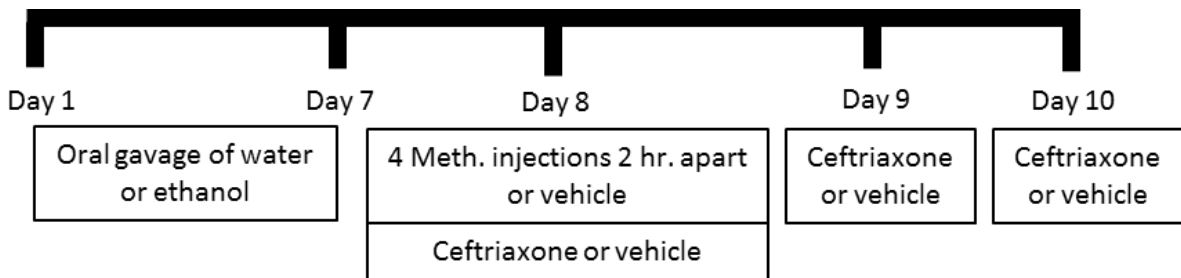 Day 1
Day 7
Day 8
Day 9
Day 10
Oral gavage of water
or ethanol
4 Meth. injections 2 hr. apart
or vehicle
Ceftriaxone or vehicle
Ceftriaxone
or vehicle
Ceftriaxone
or vehicle